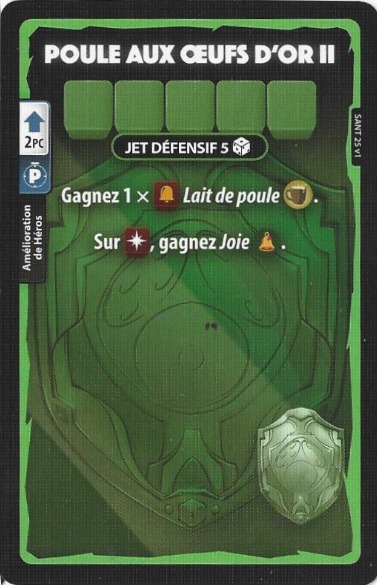 POULE AUX ŒUFS D'OR II
2PC
P
Amélioration
de Héros
SANT 25 V1
JET DÉFENSIF 5
Gagnez 1 × Lait de poule .
Sur , gagnez Joie .